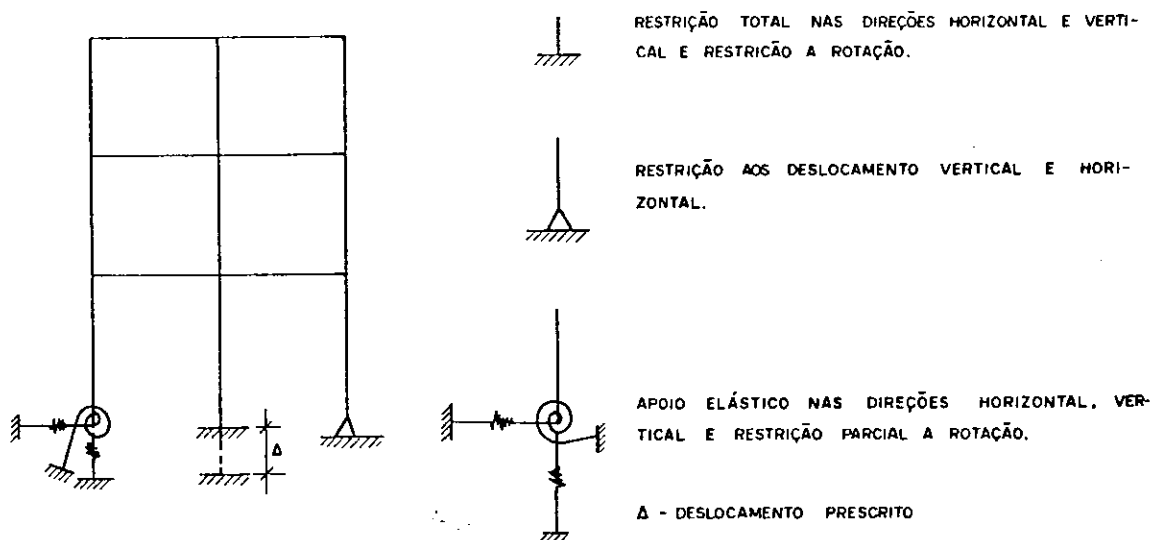 RESTRIÇÃO TOTAL NAS DIREÇÕES HORIZONTAL E VERTI-
CAL E RESTRICÃO A ROTAÇÃO.
RESTRIÇÃO AOS DESLOCAMENTO VERTICAL E HORI-
ZONTAL.
APOIO ELÁSTICO NAS DIREÇÕES HORIZONTAL, VER-
TICAL E RESTRIÇÃO PARCIAL A ROTAÇÃO.
Δ
Δ - DESLOCAMENTO PRESCRITO